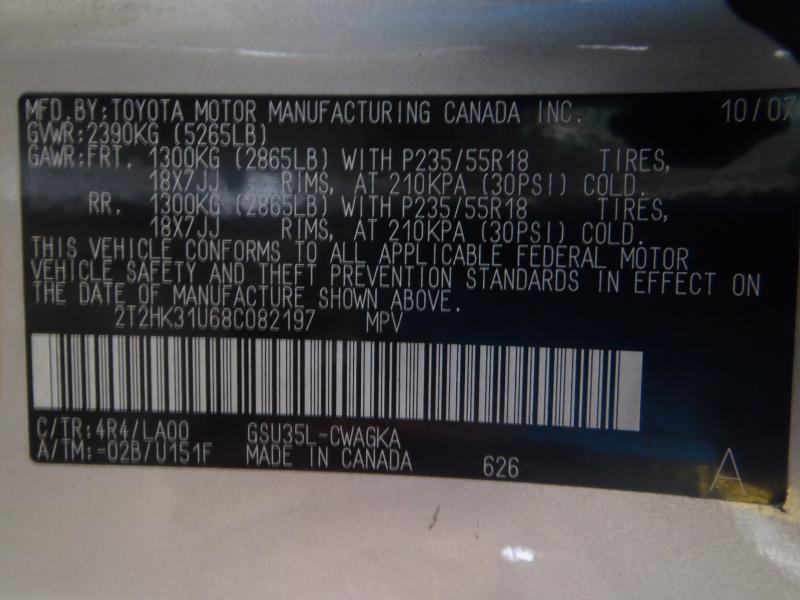 MFD.BY:TOYOTA MOTOR MANUFACTURING CANADA INC. 10/07
GVWR:2390KG (5265LB)
GAWR:FRT. 1300KG (2865LB) WITH P235/55R18 TIRES,
18X7JJ RIMS, AT 210KPA (30PSI) COLD.
RR. 1300KG (2865LB) WITH P235/55R18 TIRES,
18X7JJ RIMS, AT 210KPA (30PSI) COLD.
THIS VEHICLE CONFORMS TO ALL APPLICABLE FEDERAL MOTOR
VEHICLE SAFETY AND THEFT PREVENTION STANDARDS IN EFFECT ON
THE DATE OF MANUFACTURE SHOWN ABOVE.
2T2HK31U68C082197 MPV
C/TR:4R4/LA00 GSU35L-CWAGKA
A/TM:-02B/U151F MADE IN CANADA 626 A